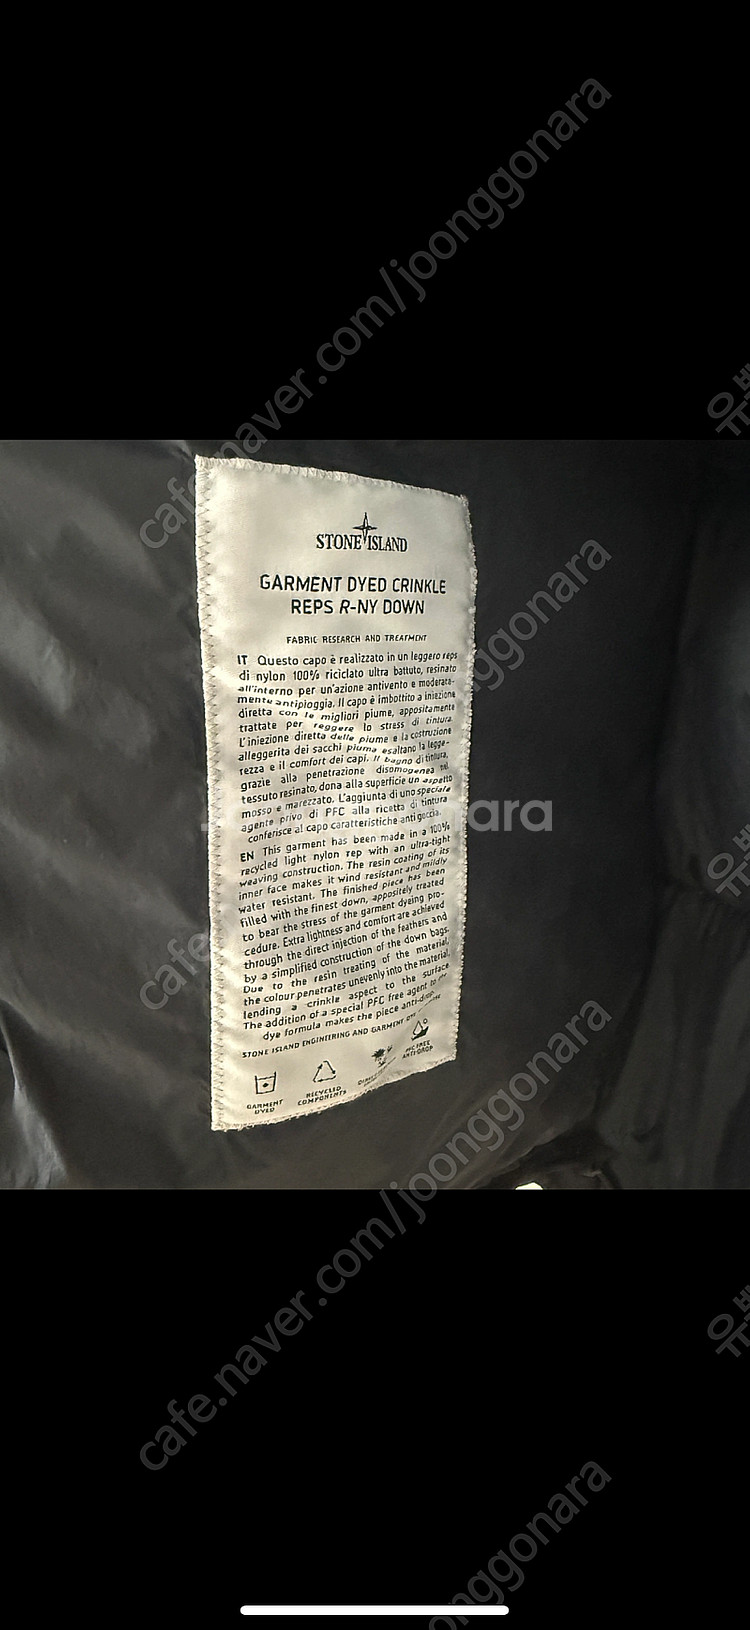 STONE ISLAND
GARMENT DYED CRINKLE
REPS R-NY DOWN
FABRIC RESEARCH AND TREATMENT
IT Questo capo è realizzato in un leggero reps
di nylon 100% riciclato ultra battuto, resinato
all'interno per un'azione antivento e moderata-
mente antipioggia. Il capo è imbottito a iniezione
diretta con le migliori piume, appositamente
trattate per reggere lo stress di tintura.
L'iniezione diretta delle piume e la costruzione
alleggerita dei sacchi piuma esaltano la legge-
rezza e il comfort dei capi. Il bagno di tintura,
grazie alla penetrazione disomogenea nel
tessuto resinato, dona alla superficie un aspetto
mosso e marezzato. L'aggiunta di uno speciale
agente privo di PFC alla ricetta di tintura
conferisce al capo caratteristiche anti goccia.
EN This garment has been made in a 100%
recycled light nylon rep with an ultra-tight
weaving construction. The resin coating of its
inner face makes it wind resistant and mildly
water resistant. The finished piece has been
filled with the finest down, appositely treated
to bear the stress of the garment dyeing pro-
cedure. Extra lightness and comfort are achieved
through the direct injection of the feathers and
by a simplified construction of the down bags.
Due to the resin treating of the material,
the colour penetrates unevenly into the material,
lending a crinkle aspect to the surface
The addition of a special PFC free agent to the
dye formula makes the piece anti-drop.
STONE ISLAND ENGINEERING AND GARMENT
GARMENT
DYED
RECYCLED
COMPONENTS
PFC FREE
ANTI-DROP
cafe.naver.com/joonggonara
cafe.naver.com/joonggonara
cafe.naver.com/joonggonara
joonggonara
joonggonara